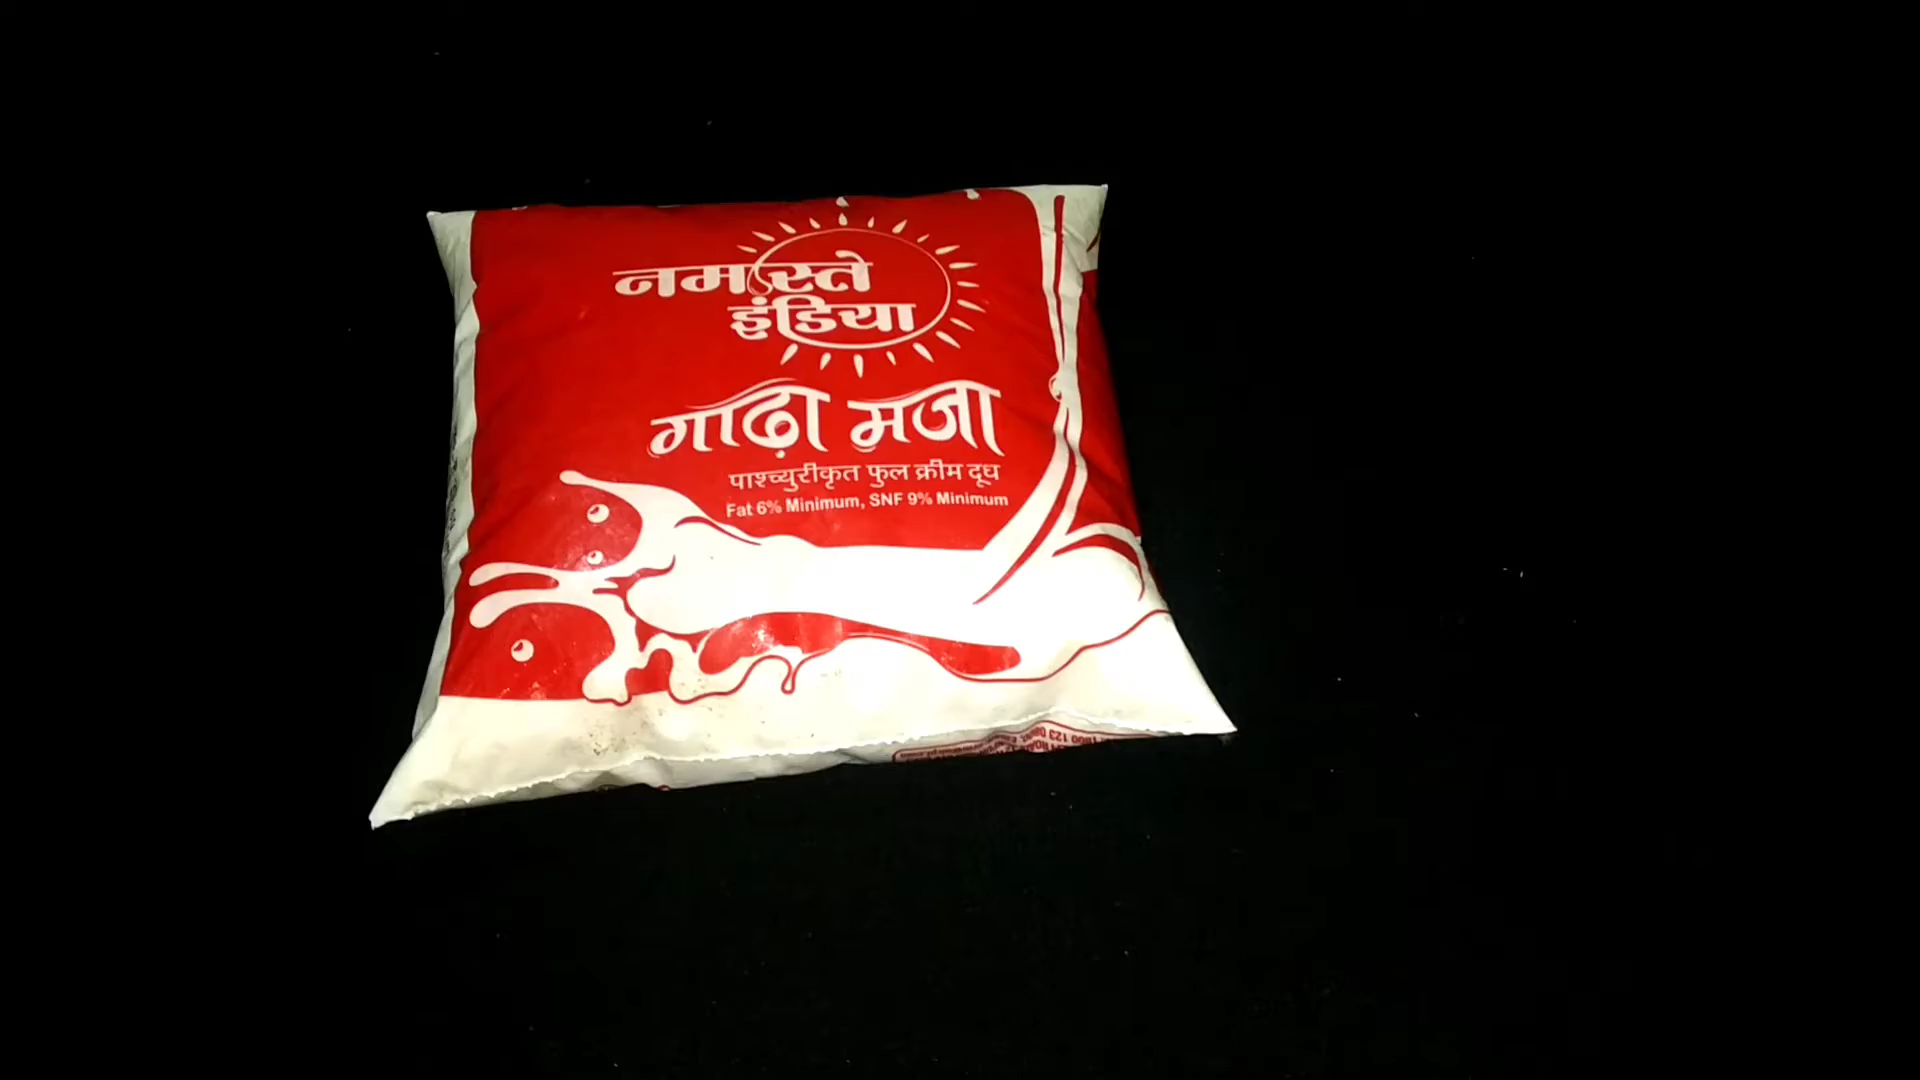 नमस्ते
इंडिया
गाढ़ा मजा
पाश्च्युरीकृत फुल क्रीम दूध
Fat 6% Minimum, SNF 9% Minimum